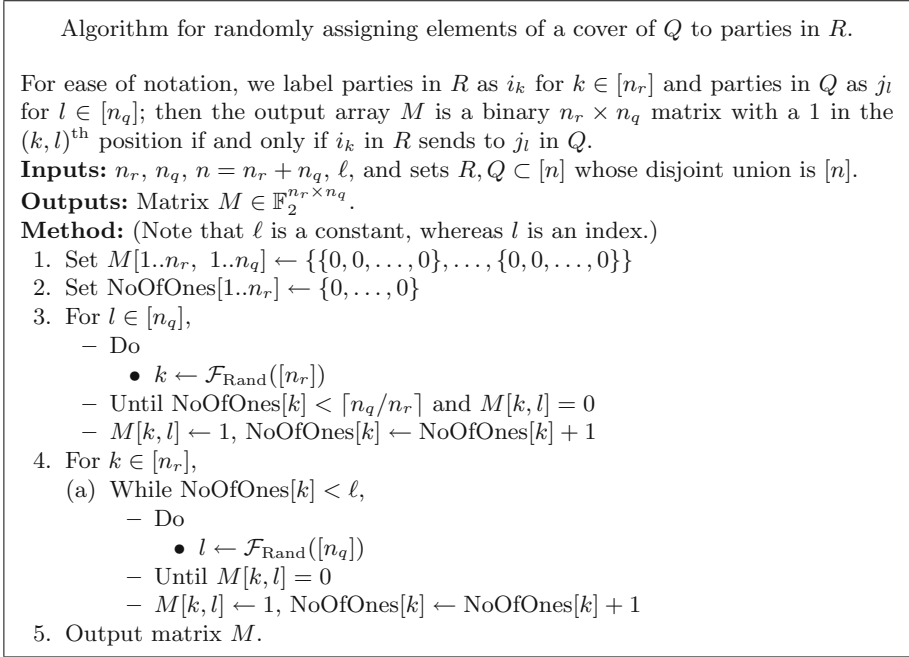 Algorithm for randomly assigning elements of a cover of Q to parties in R.
For ease of notation, we label parties in R as i_k for k ∈ [n_r] and parties in Q as j_l
for l ∈ [n_q]; then the output array M is a binary n_r × n_q matrix with a 1 in the
(k, l)^th position if and only if i_k in R sends to j_l in Q.
Inputs: n_r, n_q, n = n_r + n_q, ℓ, and sets R, Q ⊂ [n] whose disjoint union is [n].
Outputs: Matrix M ∈ 𝔽_2^{n_r×n_q}.
Method: (Note that ℓ is a constant, whereas l is an index.)
1. Set M[1..n_r, 1..n_q] ← {{0, 0, . . . , 0}, . . . , {0, 0, . . . , 0}}
2. Set NoOfOnes[1..n_r] ← {0, . . . , 0}
3. For l ∈ [n_q],
– Do
• k ← ℱ_Rand([n_r])
– Until NoOfOnes[k] < ⌈n_q/n_r⌉ and M[k, l] = 0
– M[k, l] ← 1, NoOfOnes[k] ← NoOfOnes[k] + 1
4. For k ∈ [n_r],
(a) While NoOfOnes[k] < ℓ,
– Do
• l ← ℱ_Rand([n_q])
– Until M[k, l] = 0
– M[k, l] ← 1, NoOfOnes[k] ← NoOfOnes[k] + 1
5. Output matrix M.